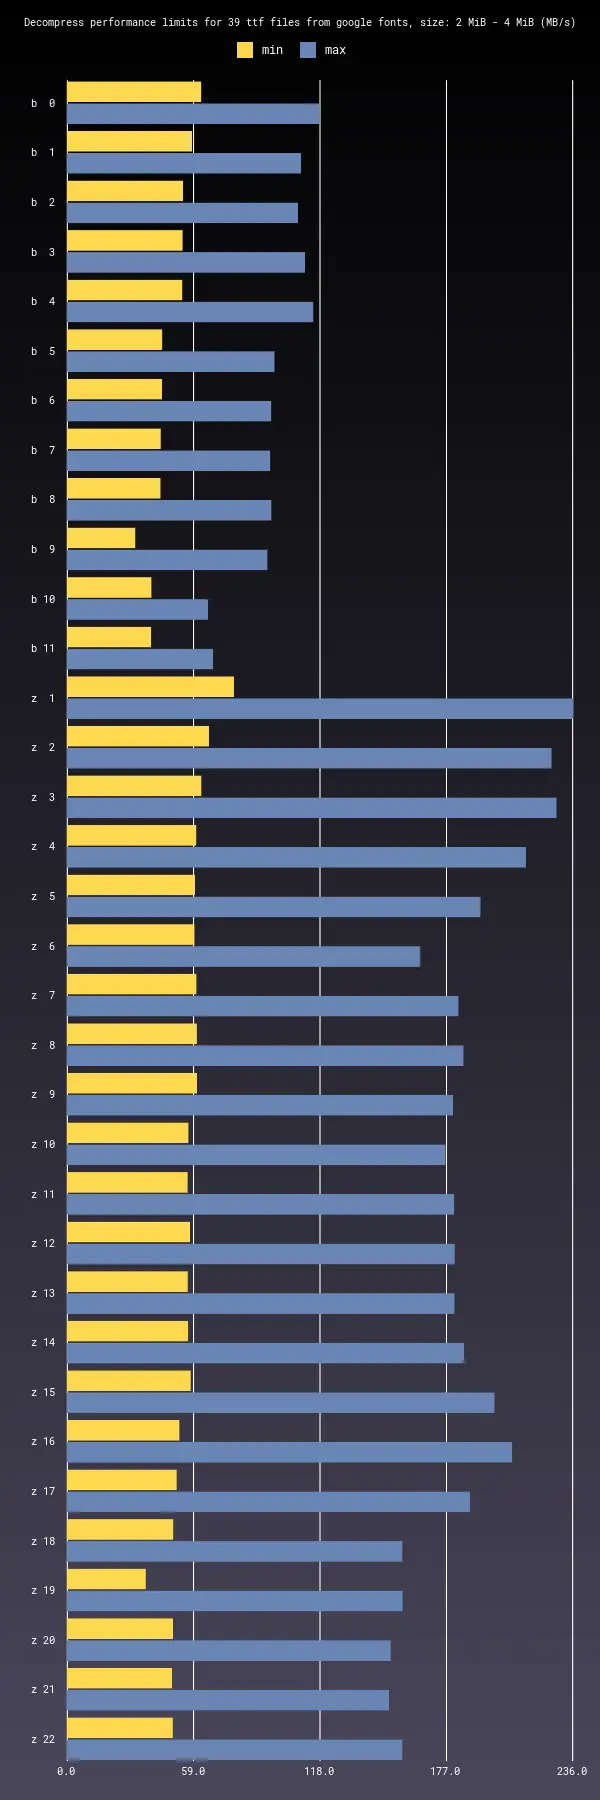 Decompress performance limits for 39 ttf files from google fonts, size: 2 MiB - 4 MiB (MB/s)
min max
b 0
b 1
b 2
b 3
b 4
b 5
b 6
b 7
b 8
b 9
b 10
b 11
z 1
z 2
z 3
z 4
z 5
z 6
z 7
z 8
z 9
z 10
z 11
z 12
z 13
z 14
z 15
z 16
z 17
z 18
z 19
z 20
z 21
z 22
0.0 59.0 118.0 177.0 236.0